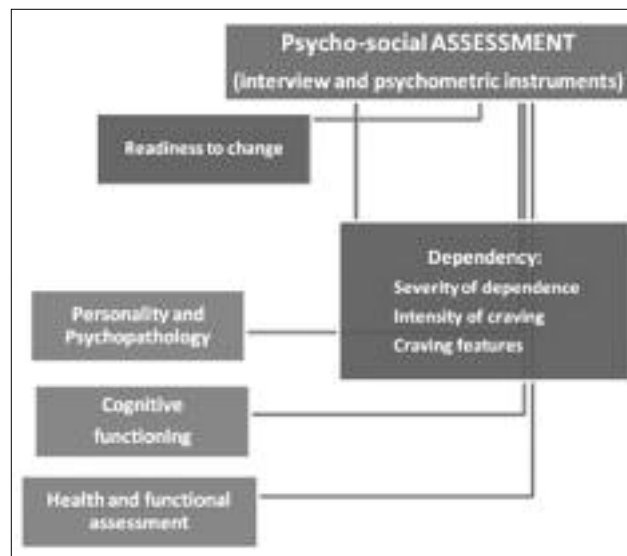 Psycho-social ASSESSMENT
(interview and psychometric instruments)
Readiness to change
Dependency:
Severity of dependence
Intensity of craving
Craving features
Personality and
Psychopathology
Cognitive
functioning
Health and functional
assessment